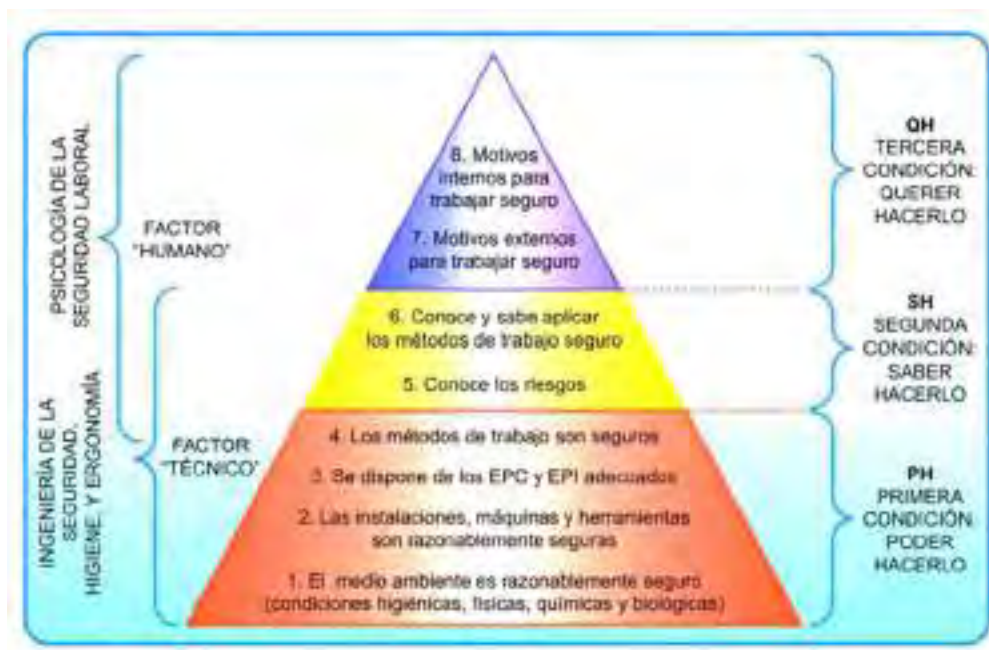 PSICOLOGÍA DE LA
SEGURIDAD LABORAL
FACTOR
"HUMANO"
INGENIERÍA DE LA
SEGURIDAD,
HIGIENE, Y ERGONOMÍA
FACTOR
"TÉCNICO"
8. Motivos
internos para
trabajar seguro
7. Motivos externos
para trabajar seguro
6. Conoce y sabe aplicar
los métodos de trabajo seguro
5. Conoce los riesgos
4. Los métodos de trabajo son seguros
3. Se dispone de los EPC y EPI adecuados
2. Las instalaciones, máquinas y herramientas
son razonablemente seguras
1. El medio ambiente es razonablemente seguro
(condiciones higiénicas, físicas, químicas y biológicas)
QH
TERCERA
CONDICIÓN:
QUERER
HACERLO
SH
SEGUNDA
CONDICIÓN:
SABER
HACERLO
PH
PRIMERA
CONDICIÓN:
PODER
HACERLO